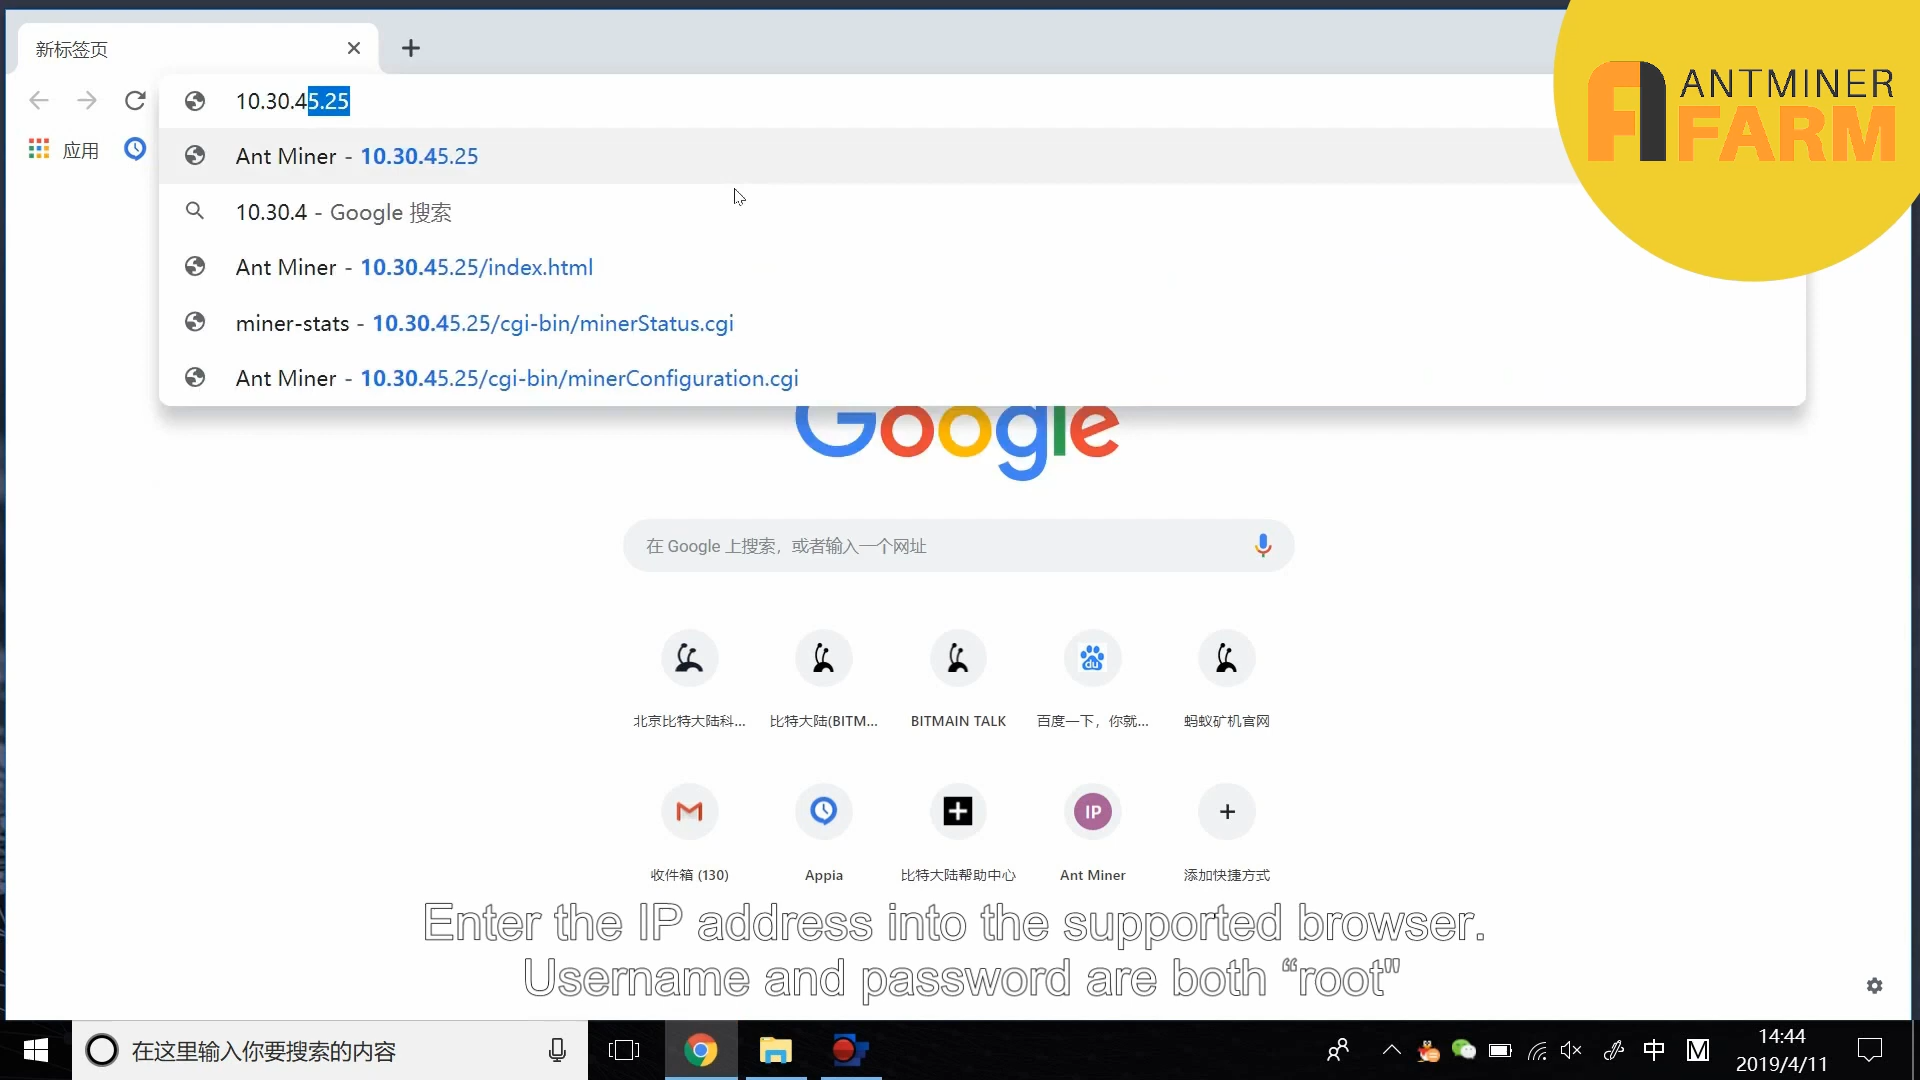 新标签页
10.30.45.25
应用
Ant Miner - 10.30.45.25
10.30.4 - Google 搜索
Ant Miner - 10.30.45.25/index.html
miner-stats - 10.30.45.25/cgi-bin/minerStatus.cgi
Ant Miner - 10.30.45.25/cgi-bin/minerConfiguration.cgi
ANTMINER
FARM
Google
在 Google 上搜索，或者输入一个网址
北京比特大陆科...
比特大陆(BITM...
BITMAIN TALK
du
百度一下，你就...
蚂蚁矿机官网
收件箱 (130)
Appia
比特大陆帮助中心
IP
Ant Miner
添加快捷方式
Enter the IP address into the supported browser.
Username and password are both “root"
在这里输入你要搜索的内容
中
M
14:44
2019/4/11